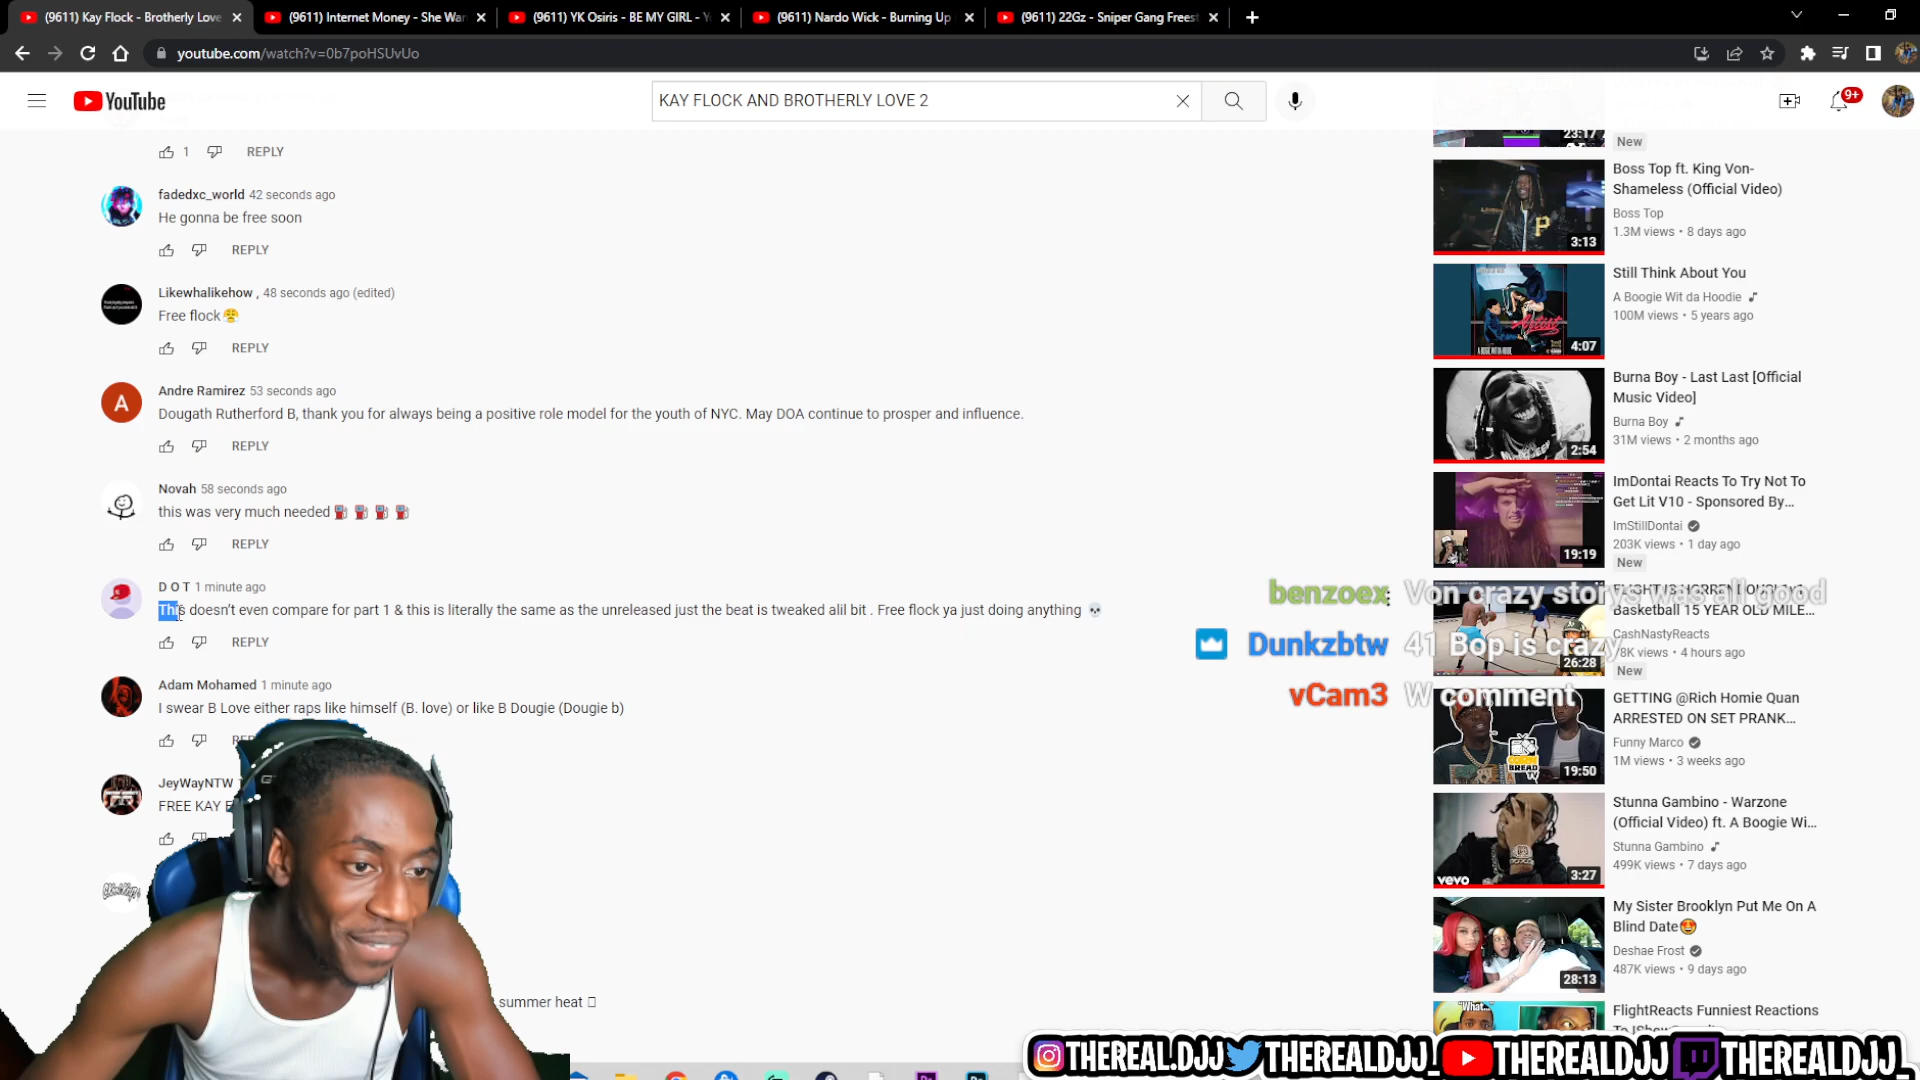 (9611) Kay Flock - Brotherly Love
(9611) Internet Money - She Wan
(9611) YK Osiris - BE MY GIRL - Y
(9611) Nardo Wick - Burning Up
(9611) 22Gz - Sniper Gang Freest
youtube.com/watch?v=0b7poHSUvUo
YouTube
KAY FLOCK AND BROTHERLY LOVE 2
9+
1 REPLY
fadedxc_world 42 seconds ago
He gonna be free soon
REPLY
Likewhalikehow , 48 seconds ago (edited)
Free flock😤
REPLY
Andre Ramirez 53 seconds ago
A
Dougath Rutherford B, thank you for always being a positive role model for the youth of NYC. May DOA continue to prosper and influence.
REPLY
Novah 58 seconds ago
this was very much needed ⛽ ⛽ ⛽ ⛽
REPLY
D O T 1 minute ago
This doesn't even compare for part 1 & this is literally the same as the unreleased just the beat is tweaked alil bit . Free flock ya just doing anything 💀
REPLY
Adam Mohamed 1 minute ago
I swear B Love either raps like himself (B. love) or like B Dougie (Dougie b)
JeyWayNTW
FREE KAY
summer heat
23:17
New
Boss Top ft. King Von-
Shameless (Official Video)
Boss Top
1.3M views • 8 days ago
3:13
Still Think About You
A Boogie Wit da Hoodie
100M views • 5 years ago
4:07
Burna Boy - Last Last [Official
Music Video]
Burna Boy
31M views • 2 months ago
2:54
ImDontai Reacts To Try Not To
Get Lit V10 - Sponsored By...
ImStillDontai
203K views • 1 day ago
19:19
New
Basketball 15 YEAR OLD MILE...
CashNastyReacts
78K views • 4 hours ago
26:28
New
benzoex: Von crazy storys was all good
Dunkzbtw 41 Bop is crazy
vCam3 W comment
GETTING @Rich Homie Quan
ARRESTED ON SET PRANK...
Funny Marco
1M views • 3 weeks ago
19:50
Stunna Gambino - Warzone
(Official Video) ft. A Boogie Wi...
Stunna Gambino
499K views • 7 days ago
vevo
3:27
My Sister Brooklyn Put Me On A
Blind Date😍
Deshae Frost
487K views • 9 days ago
28:13
FlightReacts Funniest Reactions
"What...
THEREAL.DJJ THEREALDJJ_ THEREALDJJ THEREALDJJ_